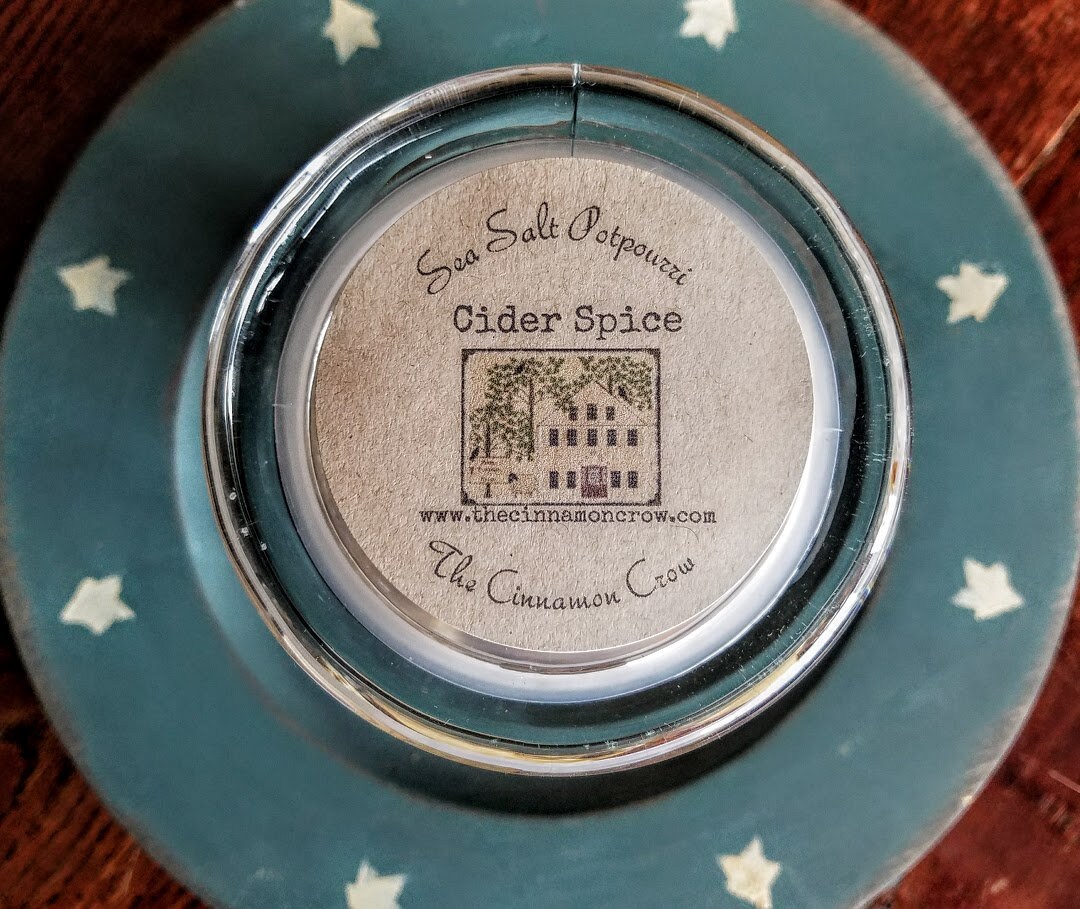 Sea Salt Potpourri
Cider Spice
www.thecinnamoncrow.com
The Cinnamon Crow